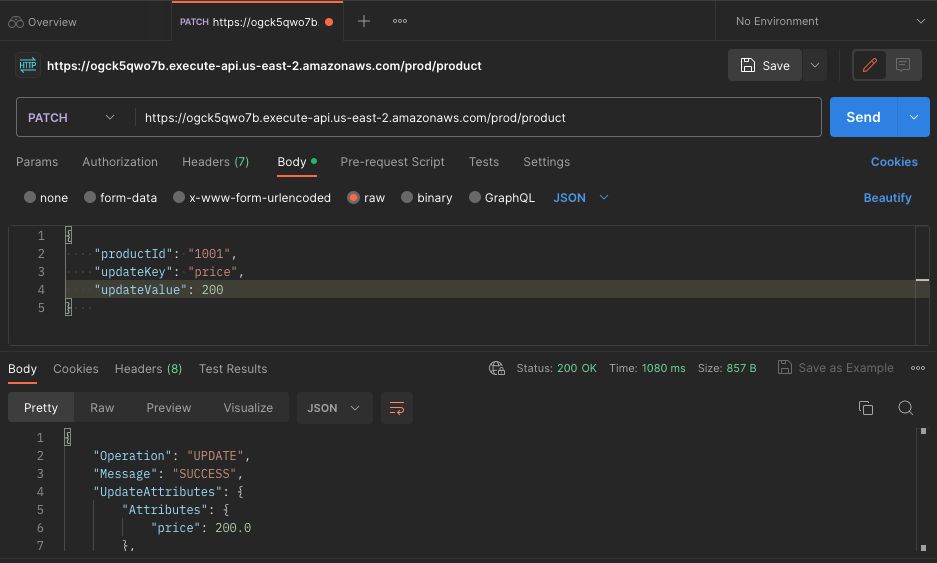 Overview
PATCH https://ogck5qwo7b.
No Environment
HTTP https://ogck5qwo7b.execute-api.us-east-2.amazonaws.com/prod/product
Save
PATCH https://ogck5qwo7b.execute-api.us-east-2.amazonaws.com/prod/product
Send
Params Authorization Headers (7) Body Pre-request Script Tests Settings Cookies
none form-data x-www-form-urlencoded raw binary GraphQL JSON Beautify
1 {
2 "productId": "1001",
3 "updateKey": "price",
4 "updateValue": 200
5 }
Body Cookies Headers (8) Test Results Status: 200 OK Time: 1080 ms Size: 857 B Save as Example
Pretty Raw Preview Visualize JSON
1 {
2 "Operation": "UPDATE",
3 "Message": "SUCCESS",
4 "UpdateAttributes": {
5 "Attributes": {
6 "price": 200.0
7 },